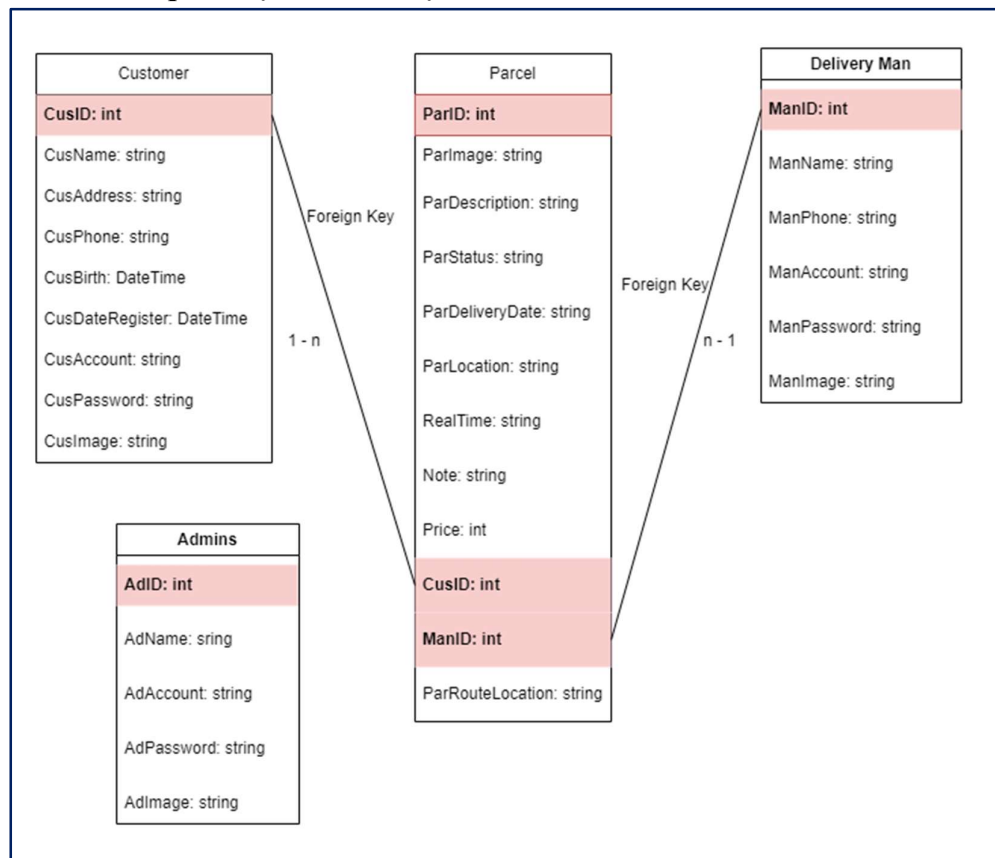 Customer
CusID: int
CusName: string
CusAddress: string
CusPhone: string
CusBirth: DateTime
CusDateRegister: DateTime
CusAccount: string
CusPassword: string
CusImage: string
Foreign Key
1 - n
Parcel
ParID: int
ParImage: string
ParDescription: string
ParStatus: string
ParDeliveryDate: string
ParLocation: string
RealTime: string
Note: string
Price: int
CusID: int
ManID: int
ParRouteLocation: string
Foreign Key
n - 1
Delivery Man
ManID: int
ManName: string
ManPhone: string
ManAccount: string
ManPassword: string
ManImage: string
Admins
AdID: int
AdName: sring
AdAccount: string
AdPassword: string
AdImage: string